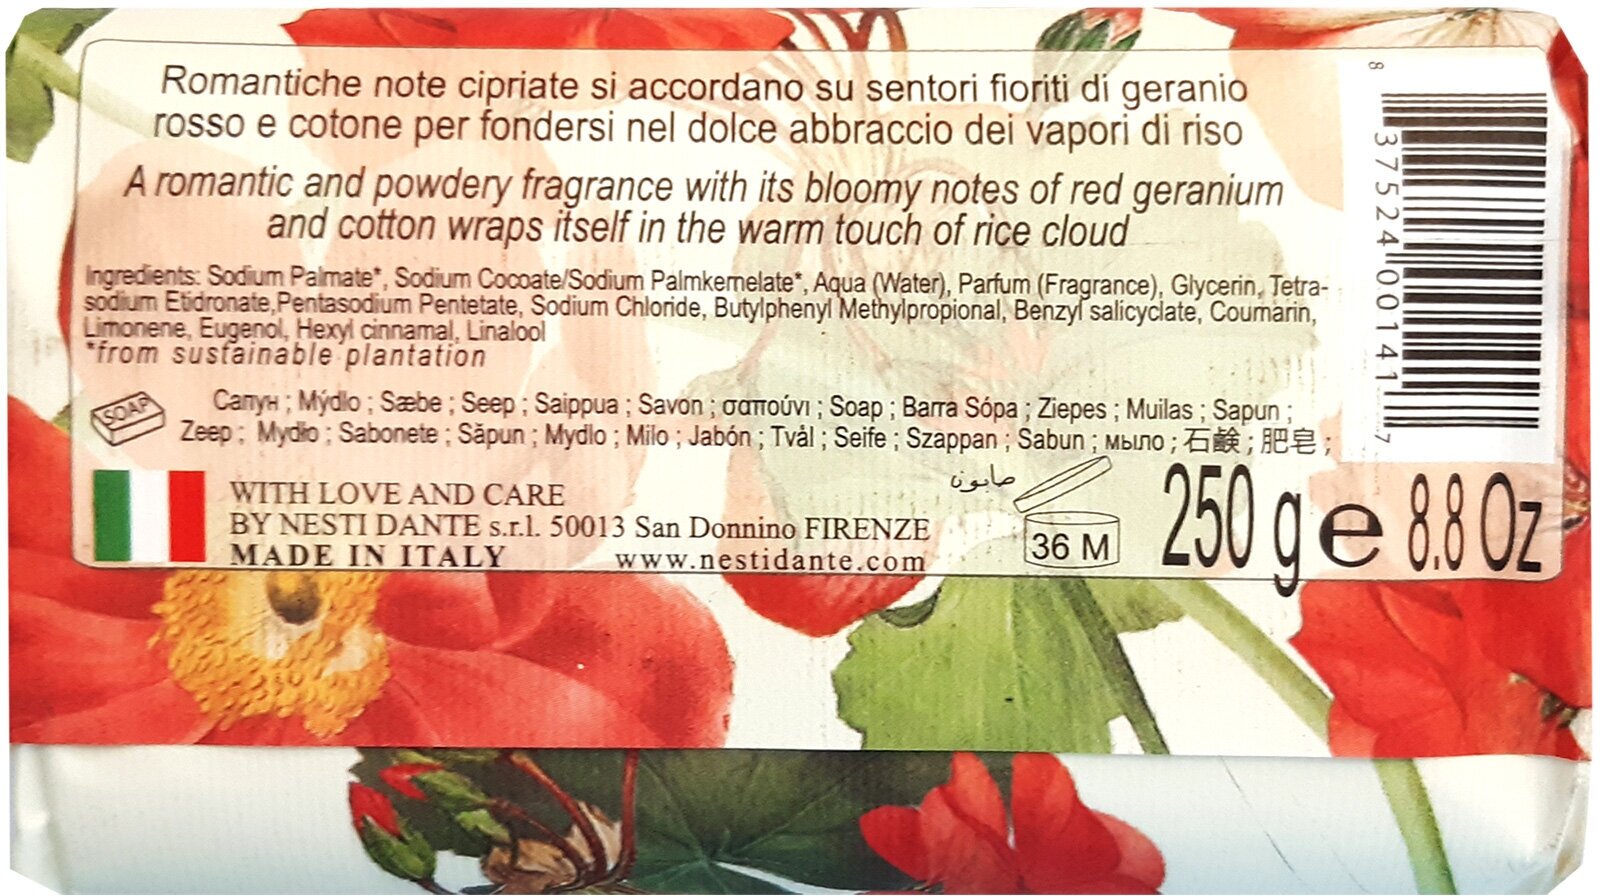 Romantiche note cipriate si accordano su sentori fioriti di geranio
rosso e cotone per fondersi nel dolce abbraccio dei vapori di riso
A romantic and powdery fragrance with its bloomy notes of red geranium
and cotton wraps itself in the warm touch of rice cloud
Ingredients: Sodium Palmate*, Sodium Cocoate/Sodium Palmkernelate*, Aqua (Water), Parfum (Fragrance), Glycerin, Tetra-
sodium Etidronate,Pentasodium Pentetate, Sodium Chloride, Butylphenyl Methylpropional, Benzyl salicyclate, Coumarin,
Limonene, Eugenol, Hexyl cinnamal, Linalool
*from sustainable plantation
SOAP
Сапун ; Mýdlo ; Sæbe ; Seep ; Saippua ; Savon ; σαπούνι ; Soap ; Barra Sópa ; Ziepes ; Muilas ; Sapun ;
Zeep ; Mydło ; Sabonete ; Săpun ; Mydlo ; Milo ; Jabón ; Tvål ; Seife ; Szappan ; Sabun ; мыло ; 石鹸 ; 肥皂 ;
صابون
WITH LOVE AND CARE
BY NESTI DANTE s.r.l. 50013 San Donnino FIRENZE
MADE IN ITALY www.nestidante.com
36 M
250 g e 8.8 Oz
8 375240 014117